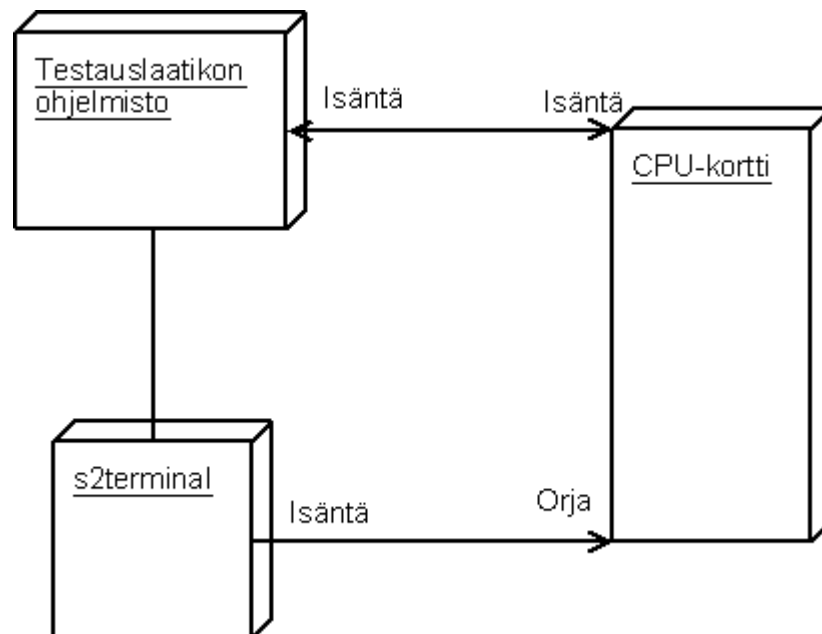 Testauslaatikon
ohjelmisto
Isäntä
Isäntä
CPU-kortti
s2terminal
Isäntä
Orja